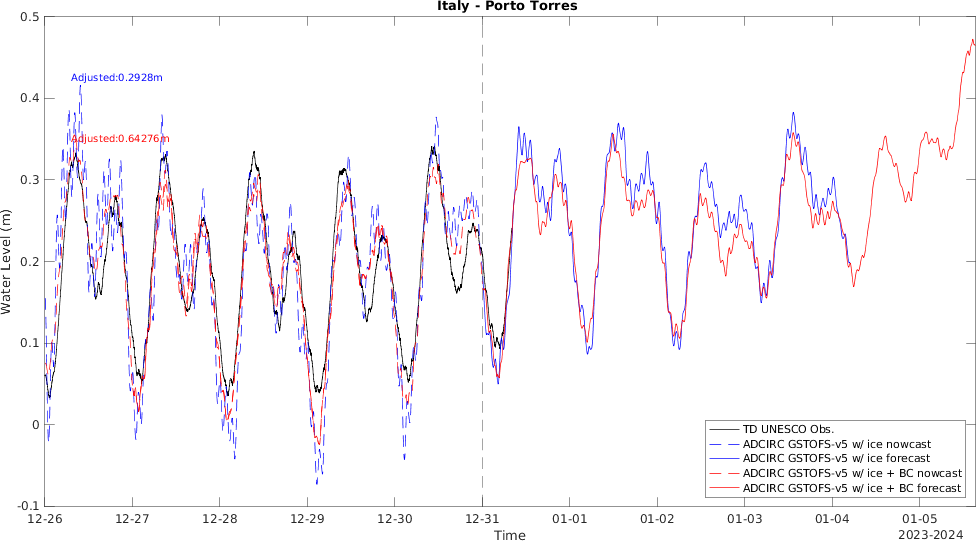 Italy - Porto Torres
Water Level (m)
0.5
0.4
0.3
0.2
0.1
0
-0.1
Adjusted:0.2928m
Adjusted:0.64276m
TD UNESCO Obs.
ADCIRC GSTOFS-v5 w/ ice nowcast
ADCIRC GSTOFS-v5 w/ ice forecast
ADCIRC GSTOFS-v5 w/ ice + BC nowcast
ADCIRC GSTOFS-v5 w/ ice + BC forecast
12-26 12-27 12-28 12-29 12-30 12-31 01-01 01-02 01-03 01-04 01-05
Time
2023-2024